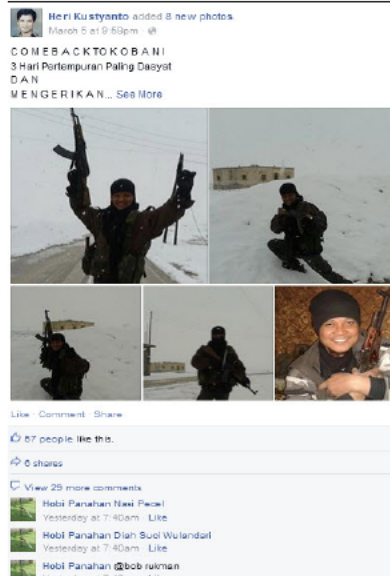 Heri Kustyanto added 8 new photos
March 5 at 9:59pm
C O M E B A C K T O K O B A N I
3 Hari Pertempuran Paling Dasyat
D A N
M E N G E R I K A N... See More
Like · Comment · Share
67 people like this.
6 shares
View 29 more comments
Hobi Panahan Nasi Pecel
Yesterday at 7:40am · Like
Hobi Panahan Diah Suci Wulandari
Yesterday at 7:40am · Like
Hobi Panahan @bob rukman